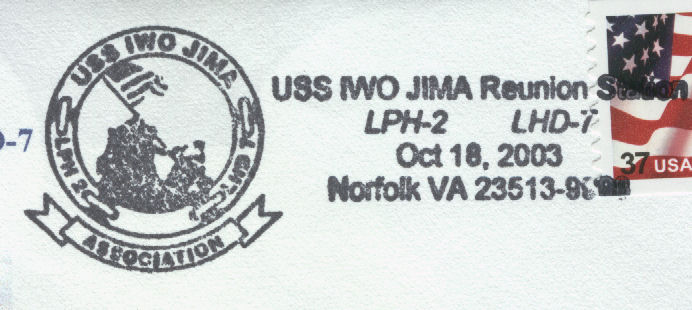 USS IWO JIMA
LPH 2
LHD 7
ASSOCIATION
D-7
USS IWO JIMA Reunion Station
LPH-2 LHD-7
Oct 18, 2003
Norfolk VA
37 USA